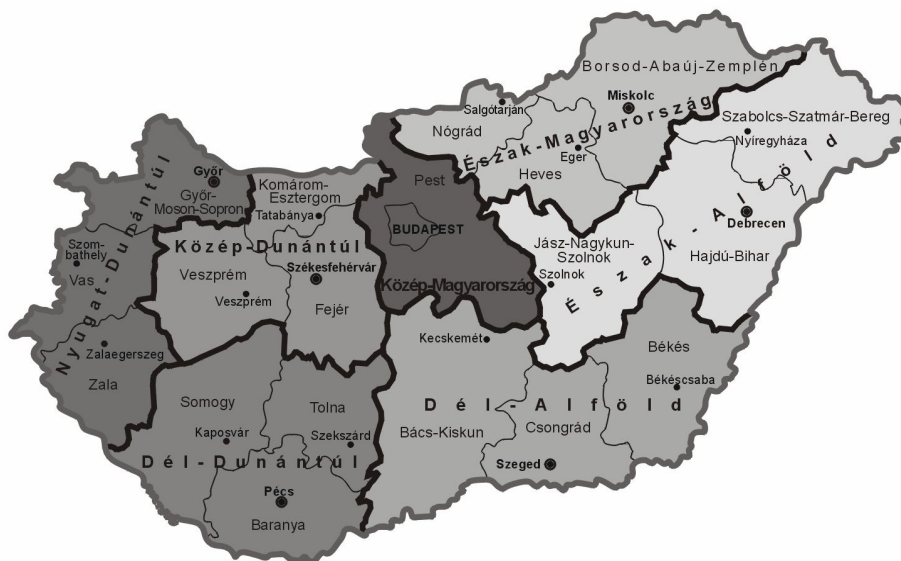 Borsod-Abaúj-Zemplén
Miskolc
Salgótarján
Nógrád
Észak-Magyarország
Eger
Heves
Szabolcs-Szatmár-Bereg
Nyíregyháza
Észak-Alföld
Debrecen
Hajdú-Bihar
Jász-Nagykun-
Szolnok
Szolnok
Pest
BUDAPEST
Közép-Magyarország
Győr
Győr-
Moson-Sopron
Nyugat-Dunántúl
Szom-
bathely
Vas
Zalaegerszeg
Zala
Komárom-
Esztergom
Tatabánya
Közép-Dunántúl
Székesfehérvár
Veszprém
Veszprém
Fejér
Somogy
Tolna
Kaposvár
Szekszárd
Dél-Dunántúl
Pécs
Baranya
Kecskemét
Békés
Békéscsaba
Dél-Alföld
Bács-Kiskun
Csongrád
Szeged